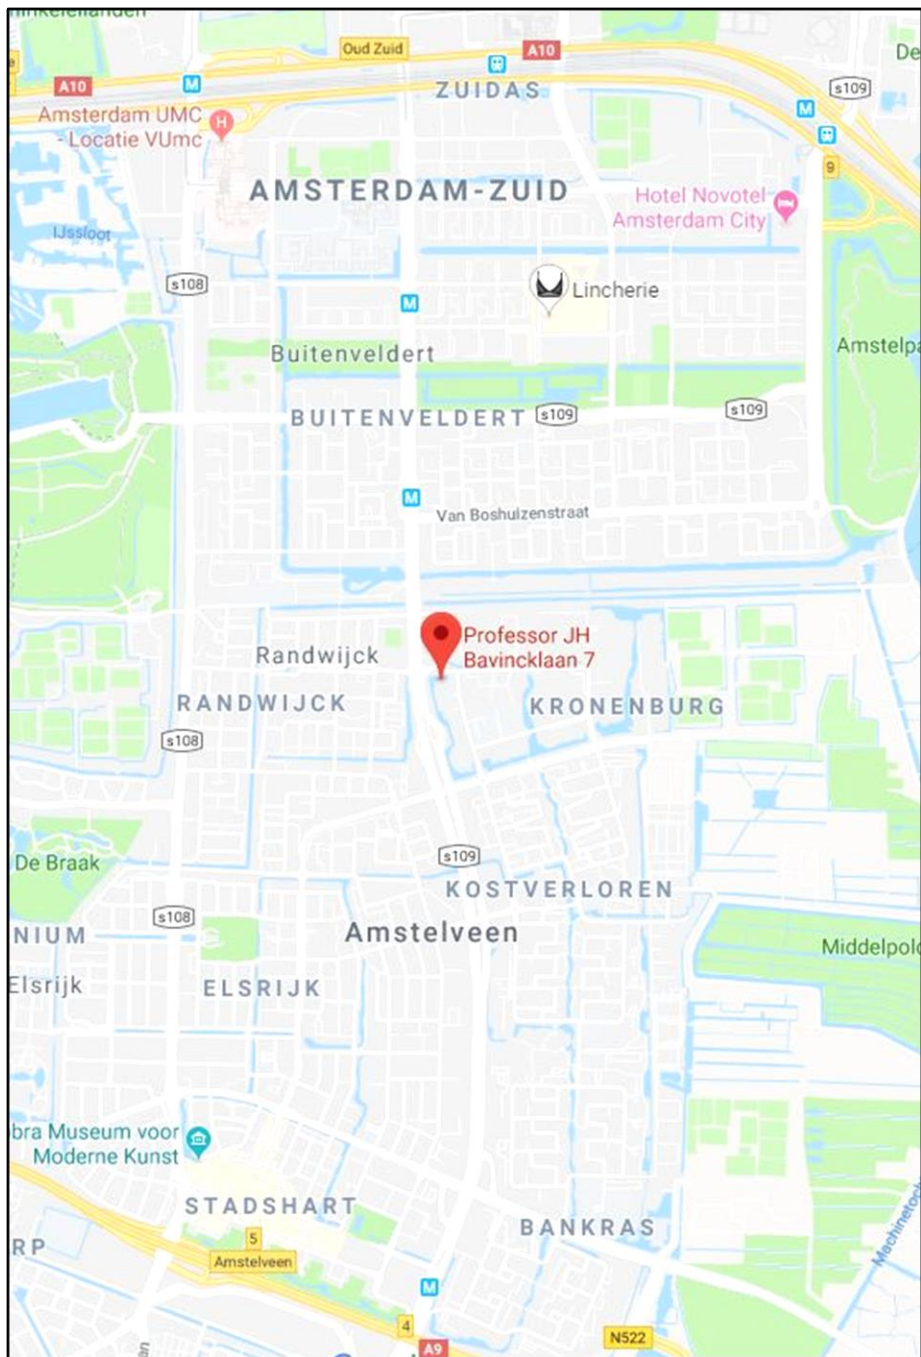 Oud Zuid
A10
De
A10
M
s109
ZUIDAS
Amsterdam UMC
- Locatie VUmc
H
M
9
AMSTERDAM-ZUID
Hotel Novotel
Amsterdam City
IJssloot
s108
M
Lincherie
Buitenveldert
BUITENVELDERT
s109
s109
M
Van Boshuizenstraat
Professor JH
Bavincklaan 7
Randwijck
RANDWIJCK
KRONENBURG
s108
De Braak
s109
KOSTVERLOREN
s108
NIUM
Amstelveen
Elsrijk
ELSRIJK
bra Museum voor
Moderne Kunst
STADSHART
BANKRAS
RP
5
Amstelveen
M
4
A9
N522